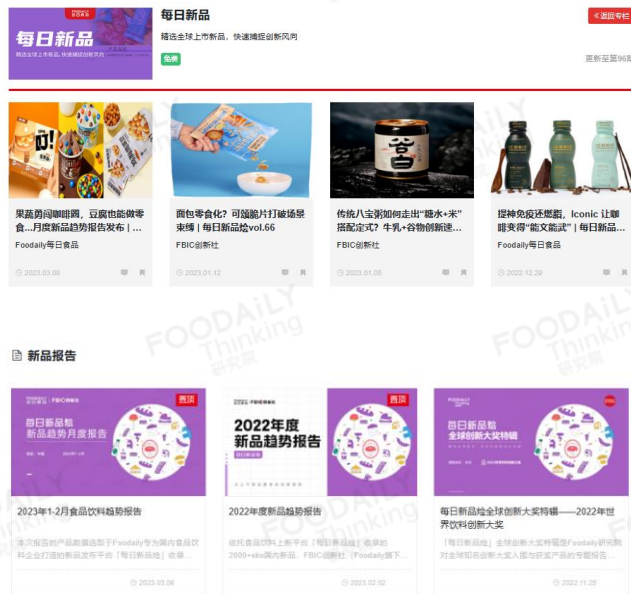 每日新品
精选全球上市新品，快速捕捉创新风向
每日新品
精选全球上市新品，快速捕捉创新风向
免费
《返回专栏
更新至第96期
谷白
果蔬勇闯咖啡圈，豆腐也能做零
食...月度新品趋势报告发布 | ...
Foodaily每日食品
2023.03.08
面包零食化？可颂脆片打破场景
束缚 | 每日新品烩vol.66
FBIC创新社
2023.01.12
传统八宝粥如何走出“糖水+米”
搭配定式？牛乳+谷物创新速...
FBIC创新社
2023.01.05
提神免疫还燃脂，Iconic 让咖
啡变得“能文能武” | 每日新品...
Foodaily每日食品
2022.12.29
FOODAiLY
Thinking
研究院
新品报告
置顶
每日新品烩
新品趋势月度报告
2023年1-2月食品饮料趋势报告
本次报告的产品数据选取于Foodaily专为国内食品饮
料企业打造的新品发布平台「每日新品烩」收录...
2023.03.08
置顶
2022年度
新品趋势报告
2022年度新品趋势报告
依托食品饮料上新平台「每日新品烩」收录的
2000+sku国内新品，FBIC创新社（Foodaily旗下...
2023.02.02
每日新品烩
全球创新大奖特辑
每日新品烩全球创新大奖特辑——2022年世
界饮料创新大奖
「每日新品烩」全球创新大奖特辑是Foodaily研究院
对全球知名创新大奖入围与获奖产品的专题报告...
2022.11.28